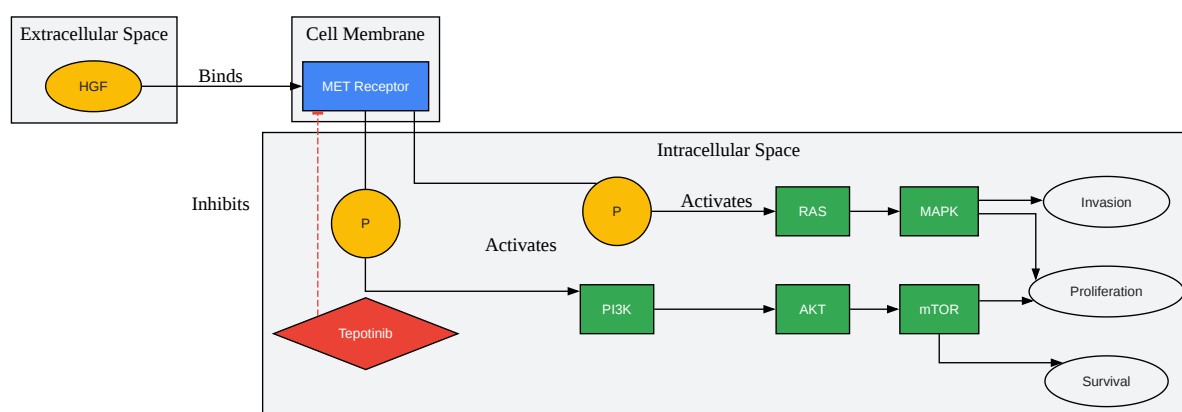 Extracellular Space
Cell Membrane
HGF
Binds
MET Receptor
Intracellular Space
Inhibits
P
Activates
P
Activates
RAS
MAPK
Invasion
Proliferation
PI3K
AKT
mTOR
Tepotinib
Survival